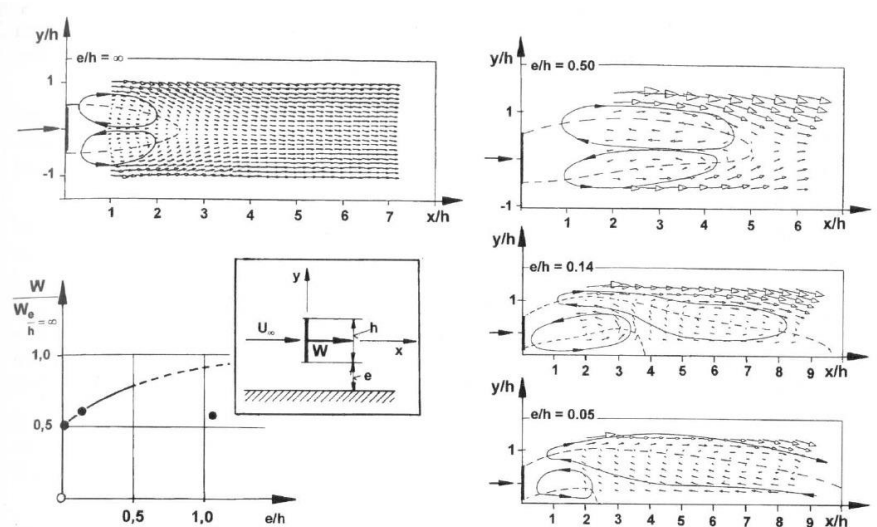 y/h
e/h = ∞
1
-1
1 2 3 4 5 6 7 x/h
y/h
e/h = 0.50
1
-1
1 2 3 4 5 6 x/h
W
W e/h = ∞
1,0
0,5
0
0,5 1,0 e/h
y
U∞
h
W
x
e
y/h
e/h = 0.14
1
1 2 3 4 5 6 7 8 9 x/h
y/h
e/h = 0.05
1
1 2 3 4 5 6 7 8 9 x/h